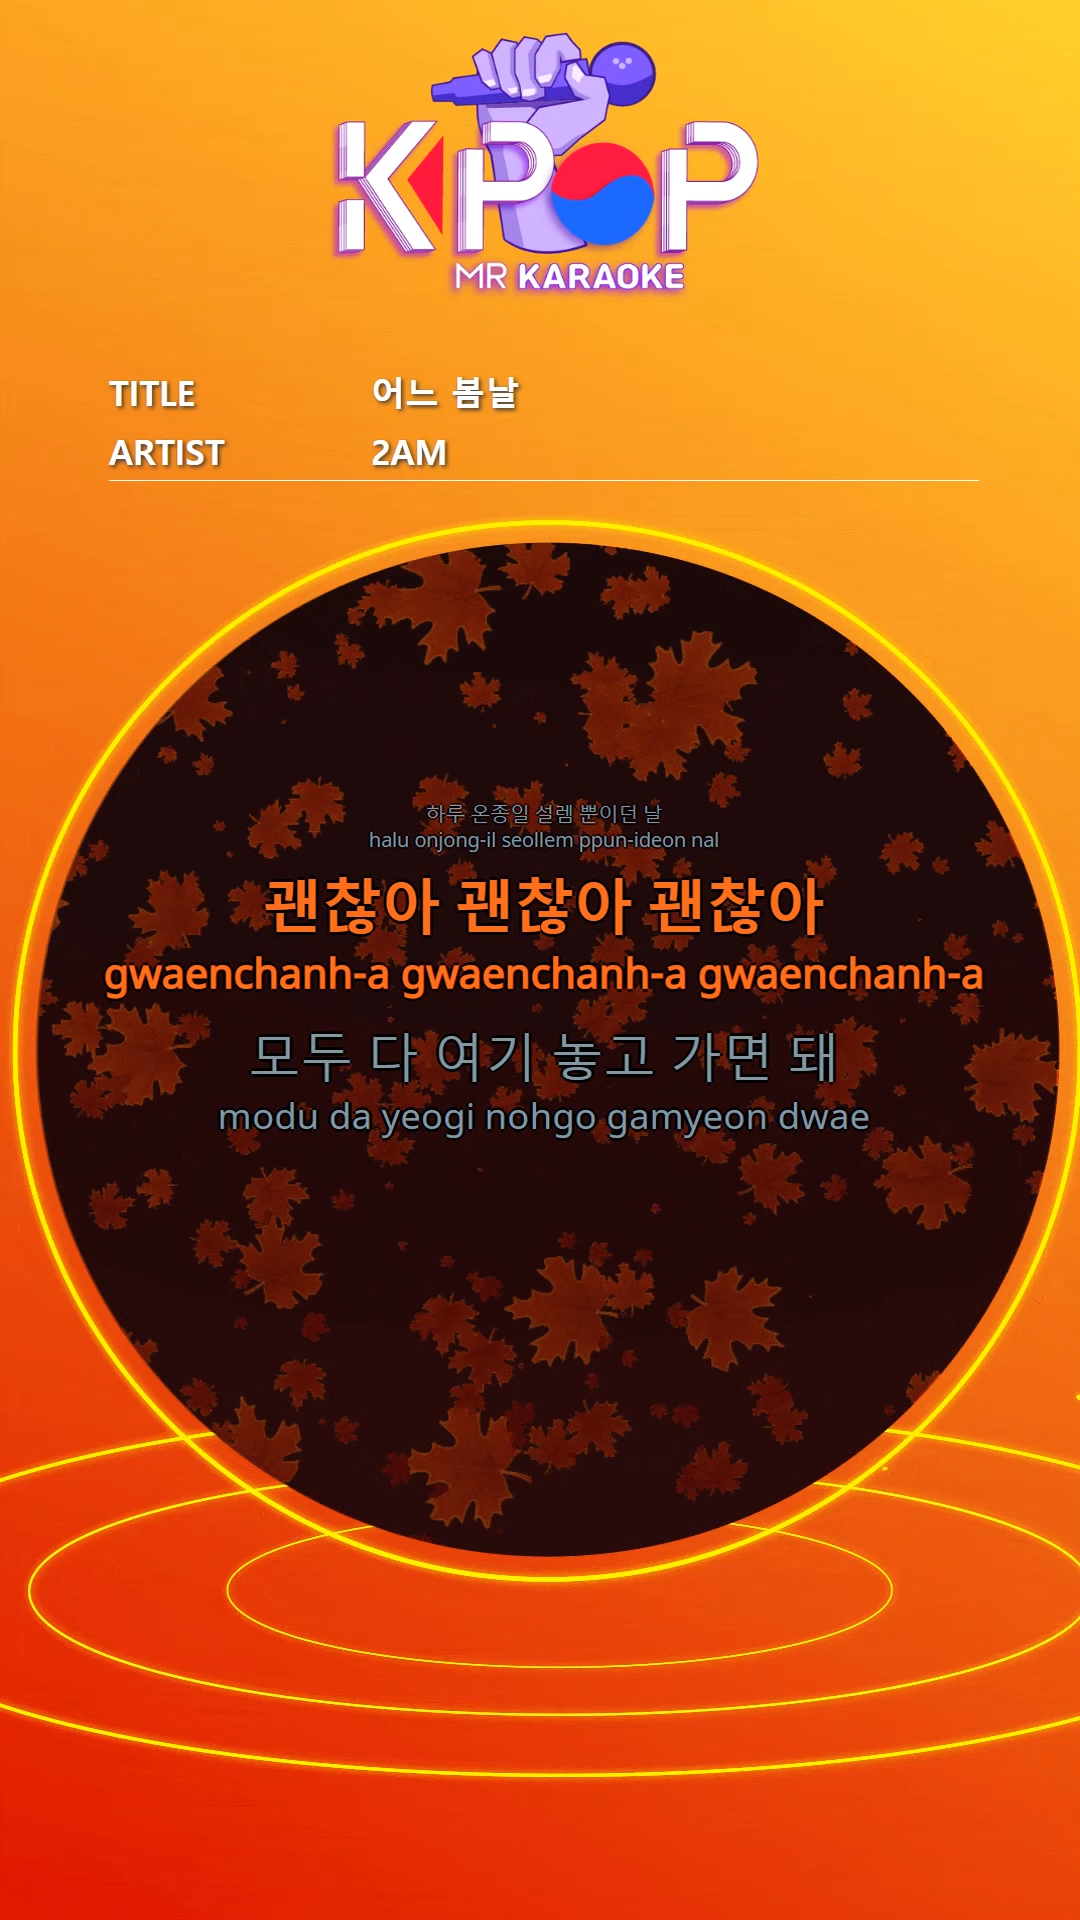 KPOP
MR KARAOKE
TITLE 어느 봄날
ARTIST 2AM
하루 온종일 설렘 뿐이던 날
halu onjong-il seollem ppun-ideon nal
괜찮아 괜찮아 괜찮아
gwaenchanh-a gwaenchanh-a gwaenchanh-a
모두 다 여기 놓고 가면 돼
modu da yeogi nohgo gamyeon dwae